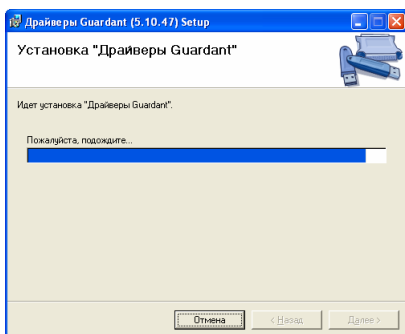 Драйверы Guardant (5.10.47) Setup
Установка "Драйверы Guardant"
Идет установка "Драйверы Guardant".
Пожалуйста, подождите...
Отмена < Назад Далее >